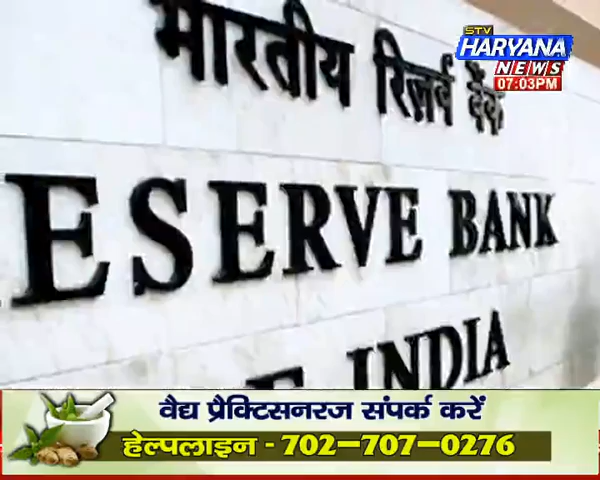 STV
HARYANA
NEWS
07:03PM
भारतीय रिज़र्व बैंक
ESERVE BANK
INDIA
वैद्य प्रैक्टिसनरज संपर्क करें
हेल्पलाइन - 702-707-0276